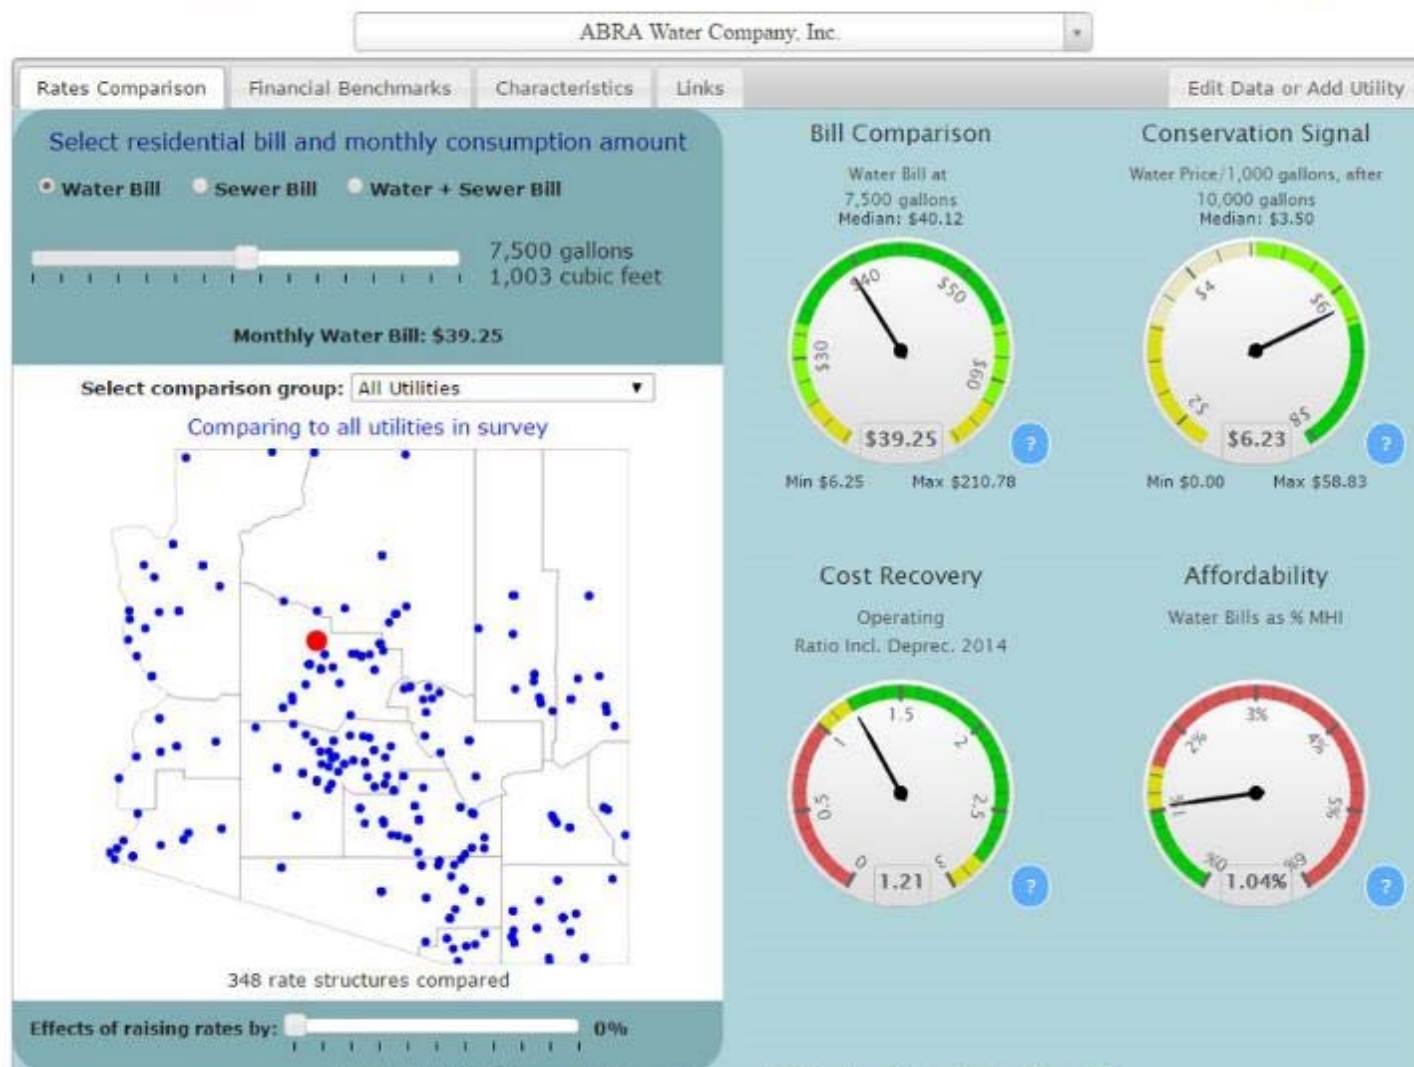 ABRA Water Company, Inc.
Rates Comparison
Financial Benchmarks
Characteristics
Links
Edit Data or Add Utility
Select residential bill and monthly consumption amount
Water Bill
Sewer Bill
Water + Sewer Bill
7,500 gallons
1,003 cubic feet
Monthly Water Bill: $39.25
Select comparison group: All Utilities
Comparing to all utilities in survey
348 rate structures compared
Effects of raising rates by: 0%
Bill Comparison
Water Bill at
7,500 gallons
Median: $40.12
$30
$40
$50
$60
$39.25
?
Min $6.25 Max $210.78
Conservation Signal
Water Price/1,000 gallons, after
10,000 gallons
Median: $3.50
$2
$4
$6
$8
$6.23
?
Min $0.00 Max $58.83
Cost Recovery
Operating
Ratio Incl. Deprec. 2014
0
0.5
1
1.5
2
2.5
3
1.21
?
Affordability
Water Bills as % MHI
0%
1%
2%
3%
4%
5%
6%
1.04%
?